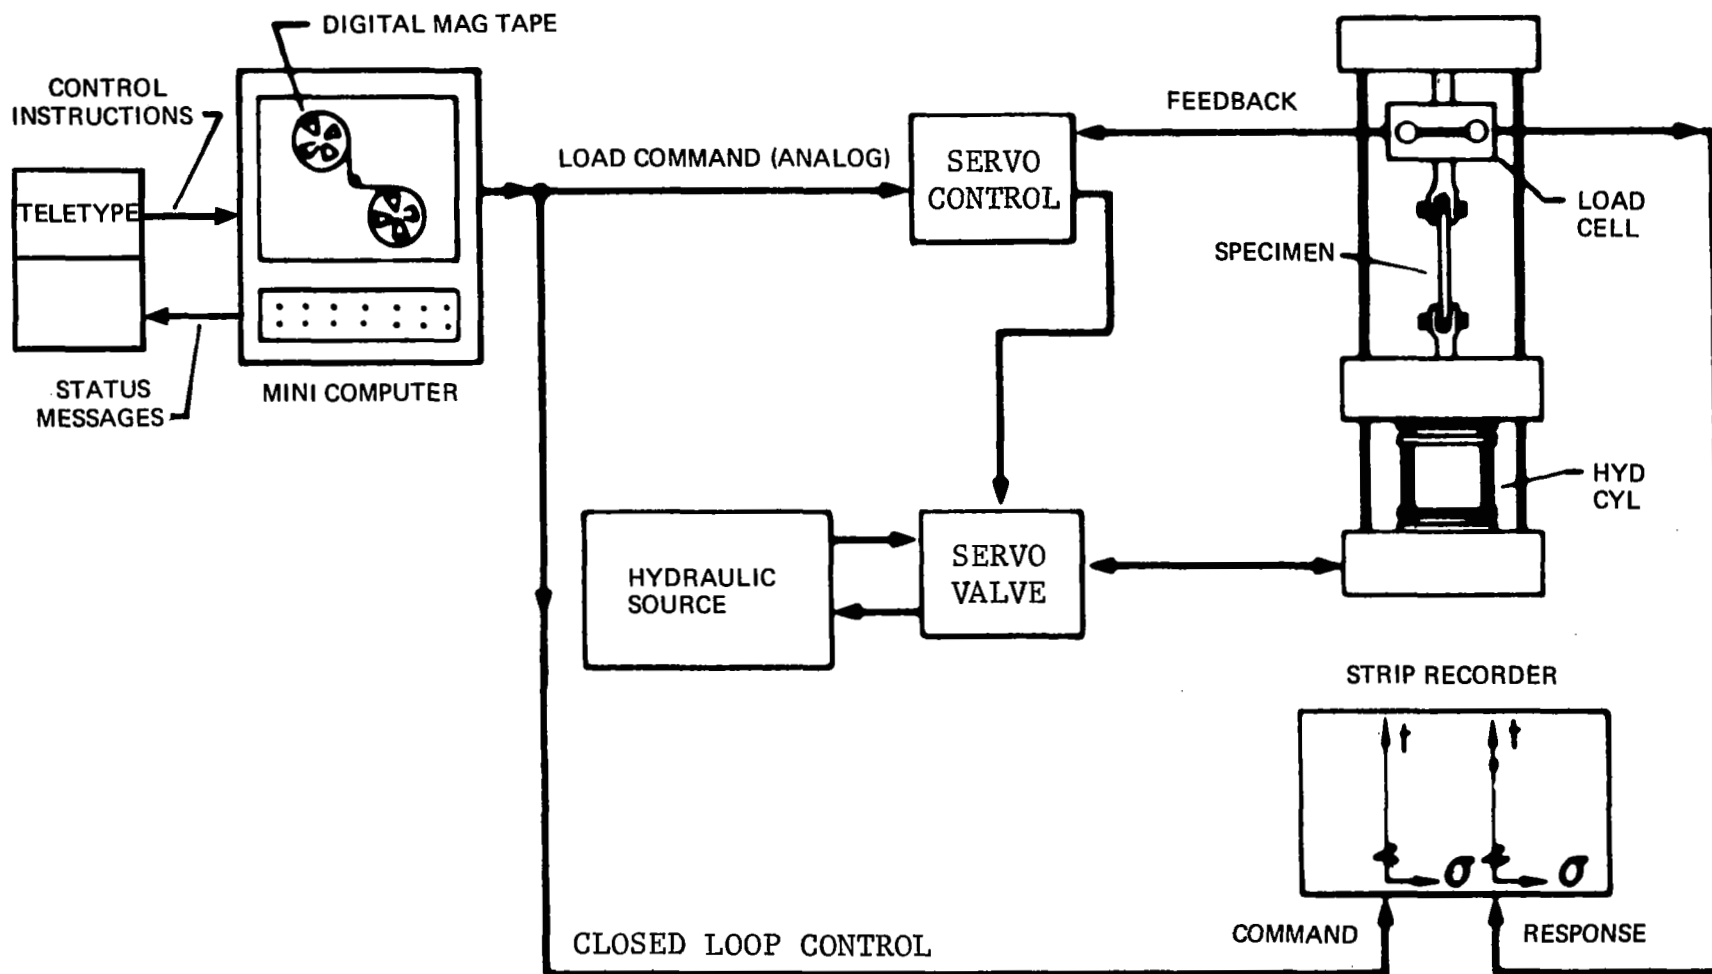 DIGITAL MAG TAPE
CONTROL
INSTRUCTIONS
TELETYPE
STATUS
MESSAGES
MINI COMPUTER
LOAD COMMAND (ANALOG)
SERVO
CONTROL
FEEDBACK
LOAD
CELL
SPECIMEN
HYD
CYL
HYDRAULIC
SOURCE
SERVO
VALVE
STRIP RECORDER
t
t
σ
σ
COMMAND
RESPONSE
CLOSED LOOP CONTROL